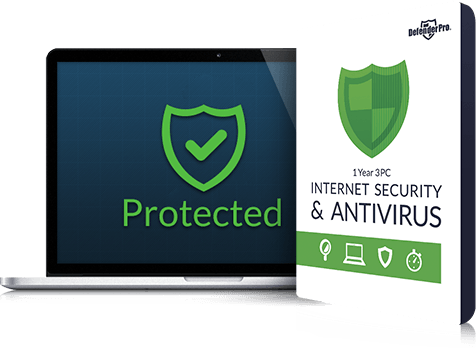 Protected
DefenderPro.
1 Year 3PC
INTERNET SECURITY
& ANTIVIRUS